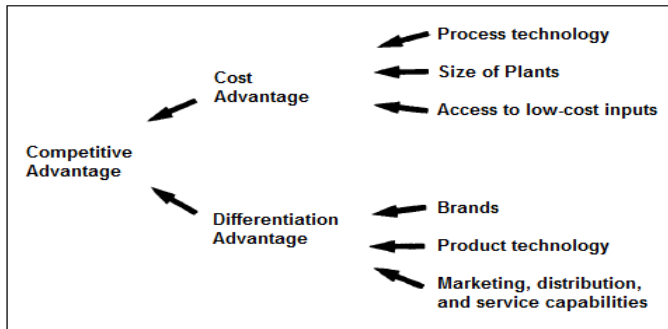 Process technology
Size of Plants
Cost
Advantage
Access to low-cost inputs
Competitive
Advantage
Brands
Differentiation
Advantage
Product technology
Marketing, distribution,
and service capabilities